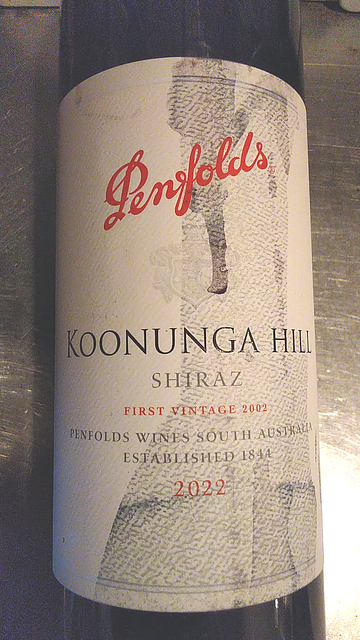 Penfolds
KOONUNGA HILL
SHIRAZ
FIRST VINTAGE 2002
PENFOLDS WINES SOUTH AUSTRALIA
ESTABLISHED 1844
2022